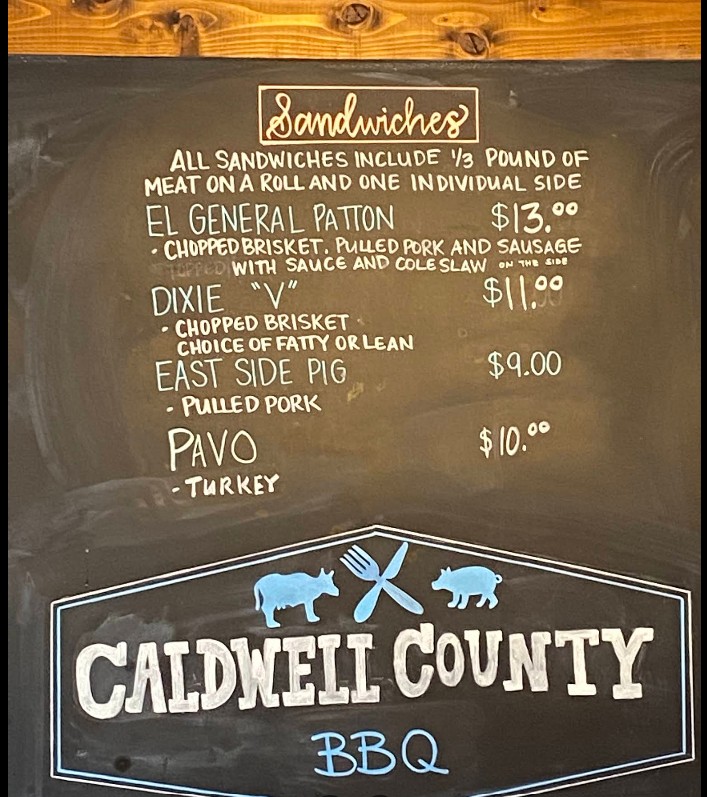 Sandwiches
ALL SANDWICHES INCLUDE 1/3 POUND OF
MEAT ON A ROLL AND ONE INDIVIDUAL SIDE
EL GENERAL PATTON $13.00
· CHOPPED BRISKET, PULLED PORK AND SAUSAGE
TOPPED WITH SAUCE AND COLESLAW ON THE SIDE
DIXIE "V" $11.00
· CHOPPED BRISKET
CHOICE OF FATTY OR LEAN
EAST SIDE PIG $9.00
· PULLED PORK
PAVO $10.00
- TURKEY
CALDWELL COUNTY
BBQ